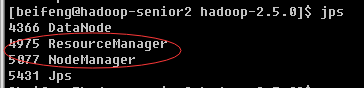 [beifeng@hadoop-senior2 hadoop-2.5.0]$ jps
4366 DataNode
4975 ResourceManager
5077 NodeManager
5431 Jps